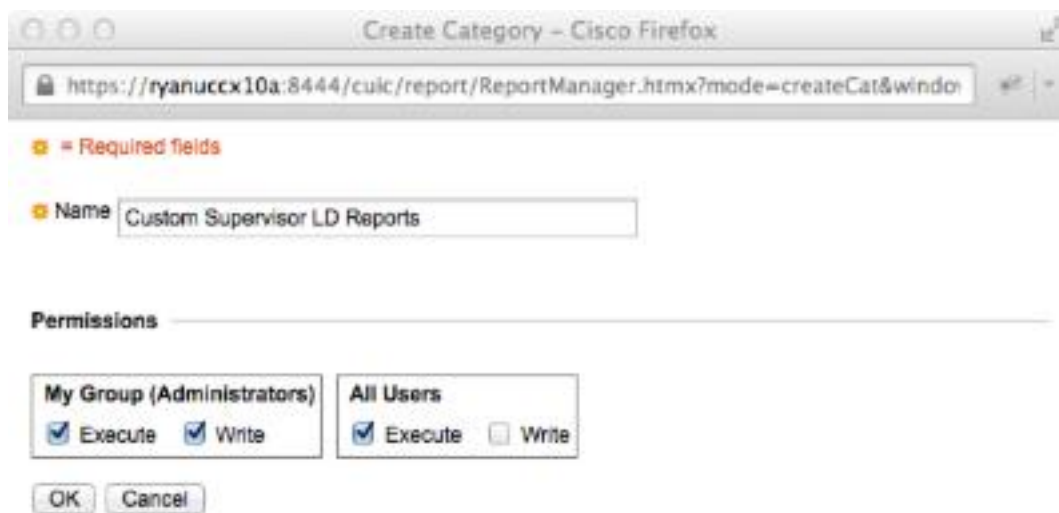 Create Category – Cisco Firefox
https://ryanuccx10a:8444/cuic/report/ReportManager.htmx?mode=createCat&window
= Required fields
Name Custom Supervisor LD Reports
Permissions
My Group (Administrators) All Users
Execute Write Execute Write
OK Cancel